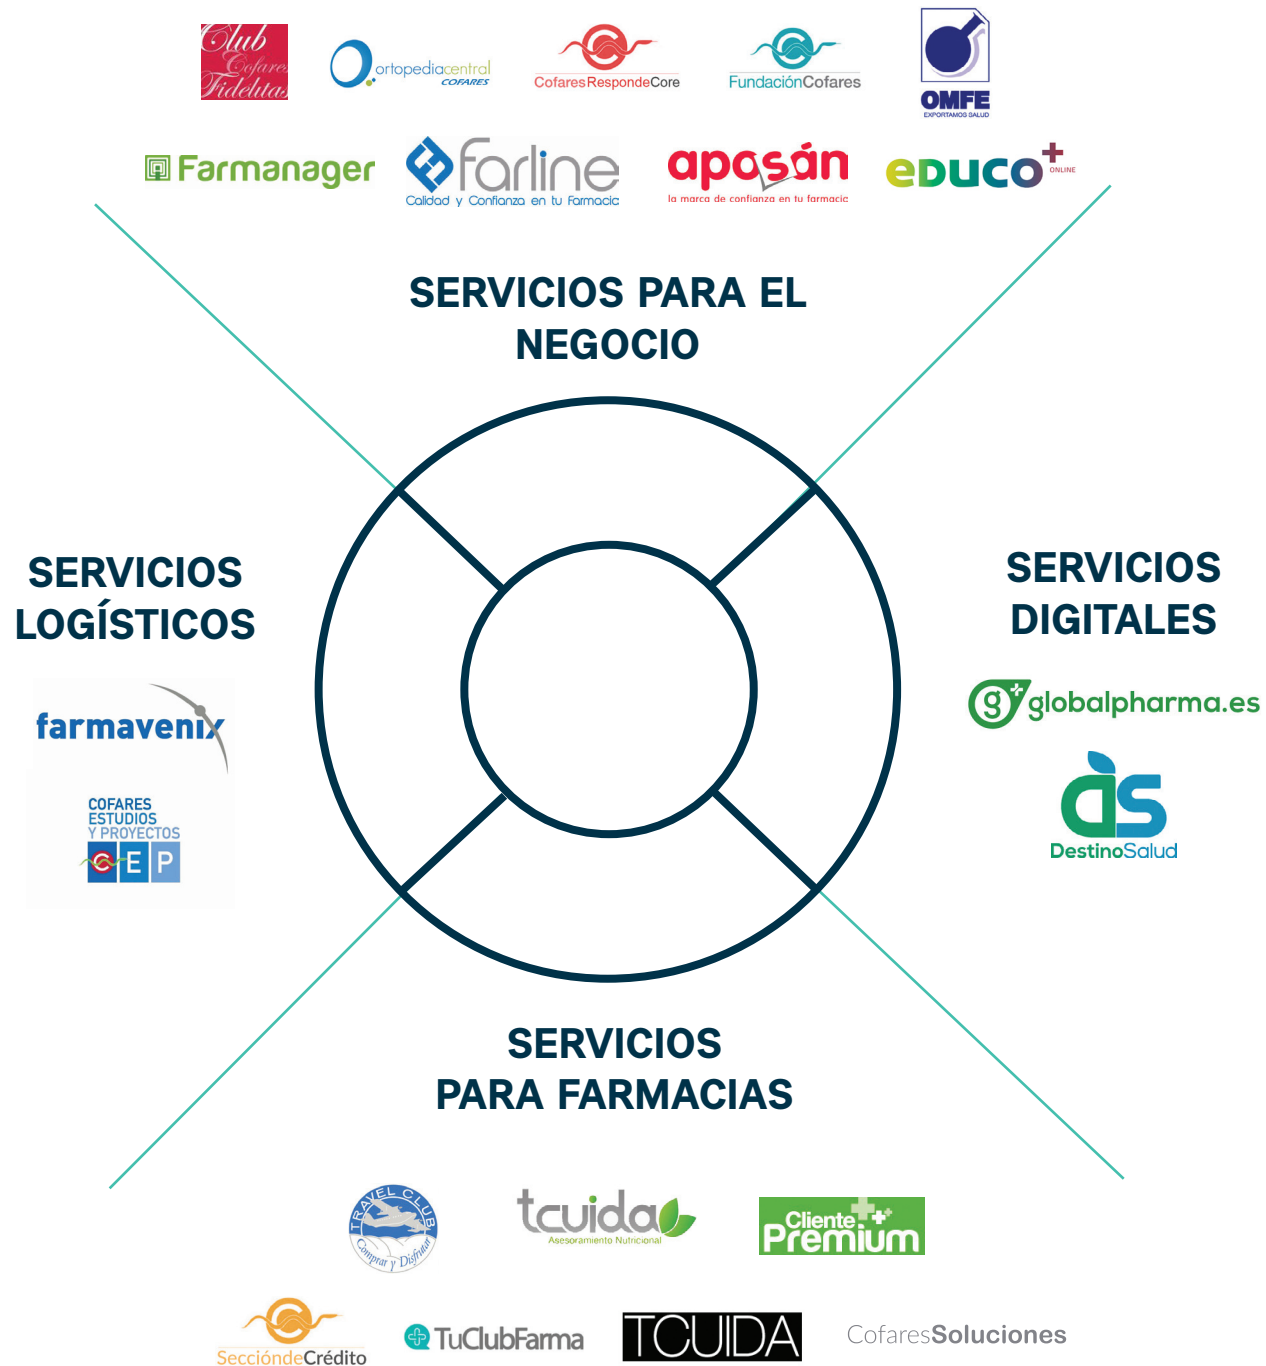 Club
Cofares
Fidelitas
ortopediacentral
COFARES
CofaresRespondeCore
FundaciónCofares
OMFE
EXPORTAMOS SALUD
Farmanager
farline
Calidad y Confianza en tu Farmacia
aposán
la marca de confianza en tu farmacia
eDUCO+
ONLINE
SERVICIOS PARA EL
NEGOCIO
SERVICIOS
LOGÍSTICOS
farmavenix
COFARES
ESTUDIOS
Y PROYECTOS
C E P
SERVICIOS
DIGITALES
g+ globalpharma.es
ds
DestinoSalud
SERVICIOS
PARA FARMACIAS
TRAVEL CLUB
Comprar y Disfrutar
tcuida
Asesoramiento Nutricional
Cliente
Premium
SeccióndeCrédito
TuClubFarma
TCUIDA
CofaresSoluciones